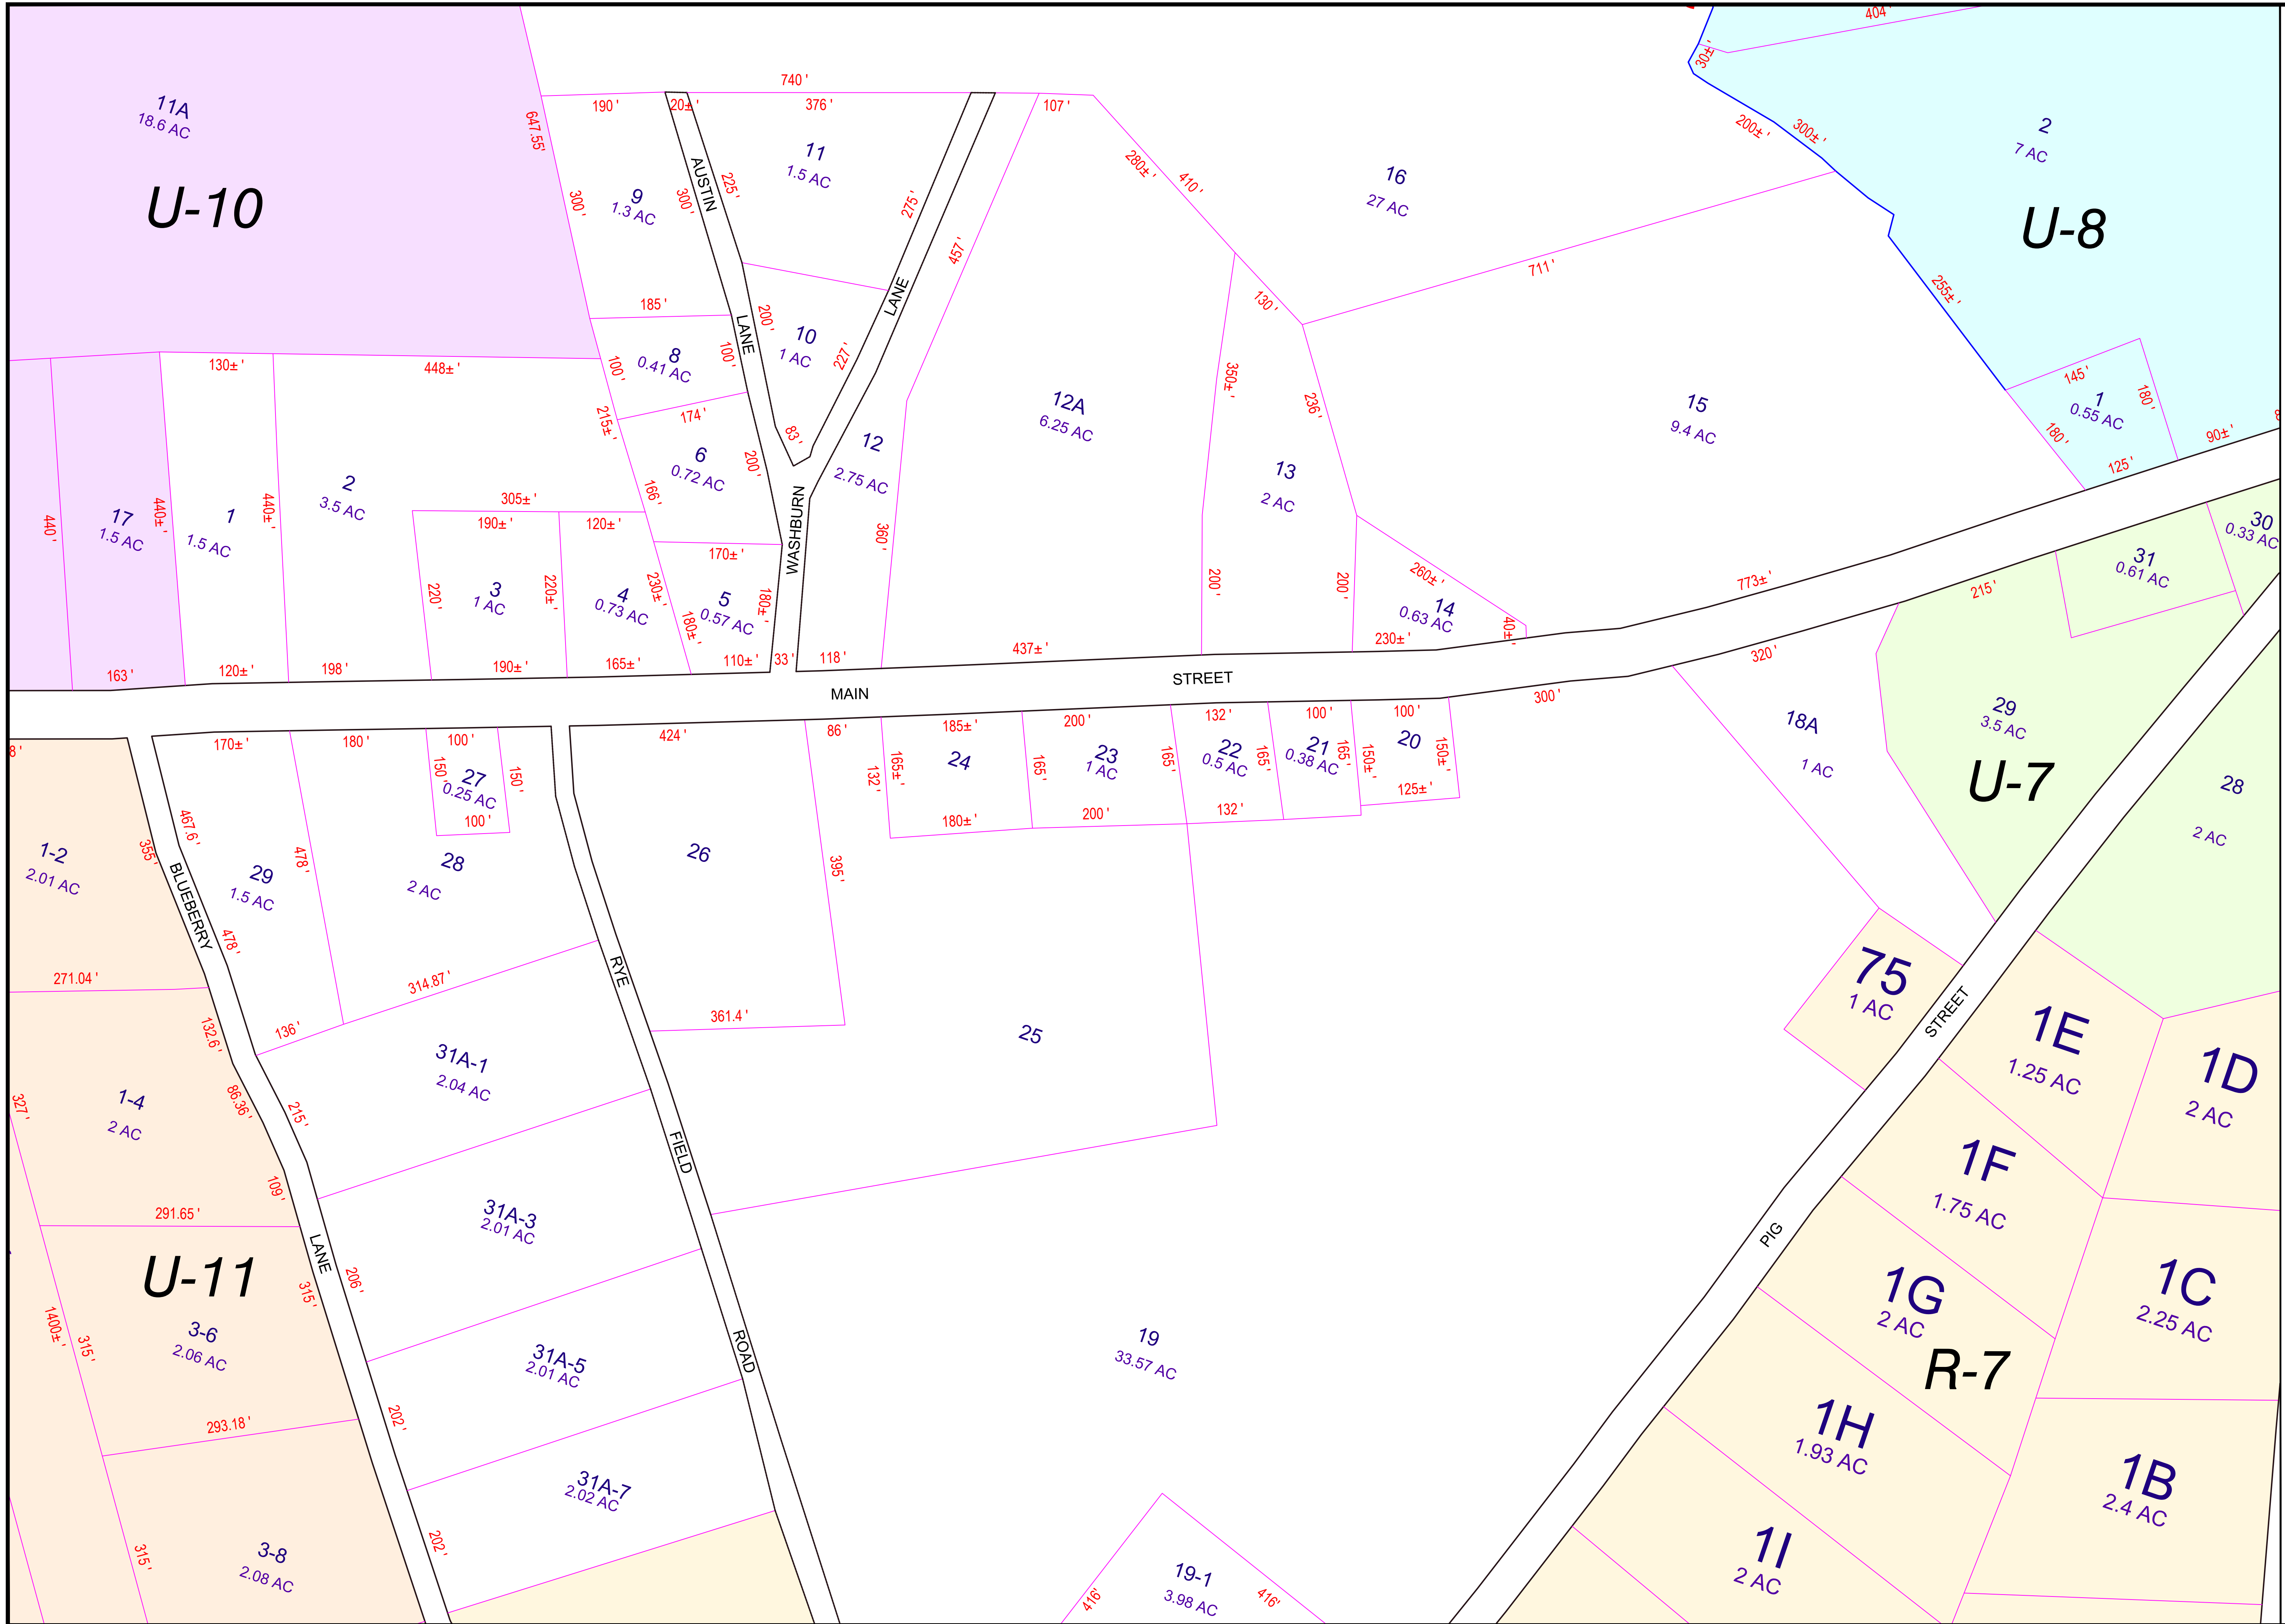 404'
30±'
740'
11A
18.6 AC
190'
20±'
376'
107'
647.55'
200±'
300±'
2
7 AC
11
1.5 AC
AUSTIN
225'
280±'
410'
16
27 AC
U-10
9
1.3 AC
300'
300'
275'
U-8
457'
711'
255±'
185'
LANE
200'
LANE
130'
10
1 AC
8
0.41 AC
100'
100'
227'
130±'
448±'
350±'
236'
145'
180'
1
0.55 AC
12A
6.25 AC
15
9.4 AC
215±'
174'
83'
12
2.75 AC
180'
90±'
125'
6
0.72 AC
200'
13
2 AC
2
3.5 AC
305±'
166'
440'
17
1.5 AC
440±'
1
1.5 AC
440±'
190±'
120±'
WASHBURN
360'
30
0.33 AC
170±'
31
0.61 AC
220'
3
1 AC
220±'
4
0.73 AC
230±'
5
0.57 AC
180±'
180±'
200'
200'
260±'
14
0.63 AC
40±'
773±'
215'
163'
120±'
198'
190±'
165±'
110±'
33'
118'
437±'
230±'
320'
MAIN
STREET
300'
8'
170±'
180'
100'
424'
86'
185±'
200'
132'
100'
100'
18A
1 AC
29
3.5 AC
150'
27
0.25 AC
150'
132'
165±'
24
165'
23
1 AC
165'
22
0.5 AC
165'
21
0.38 AC
165'
150±'
20
150±'
125±'
U-7
28
2 AC
100'
180±'
200'
132'
467.6'
355'
1-2
2.01 AC
BLUEBERRY
29
1.5 AC
478'
28
2 AC
26
395'
478'
271.04'
314.87'
RYE
75
1 AC
361.4'
25
STREET
1E
1.25 AC
132.6'
136'
31A-1
2.04 AC
1D
2 AC
327'
1-4
2 AC
86.36'
215'
FIELD
1F
1.75 AC
109'
291.65'
31A-3
2.01 AC
PIG
LANE
U-11
206'
315'
1G
2 AC
1C
2.25 AC
1400±'
315'
3-6
2.06 AC
31A-5
2.01 AC
ROAD
19
33.57 AC
R-7
293.18'
202'
1H
1.93 AC
31A-7
2.02 AC
1B
2.4 AC
315'
3-8
2.08 AC
202'
1I
2 AC
416'
19-1
3.98 AC
416'